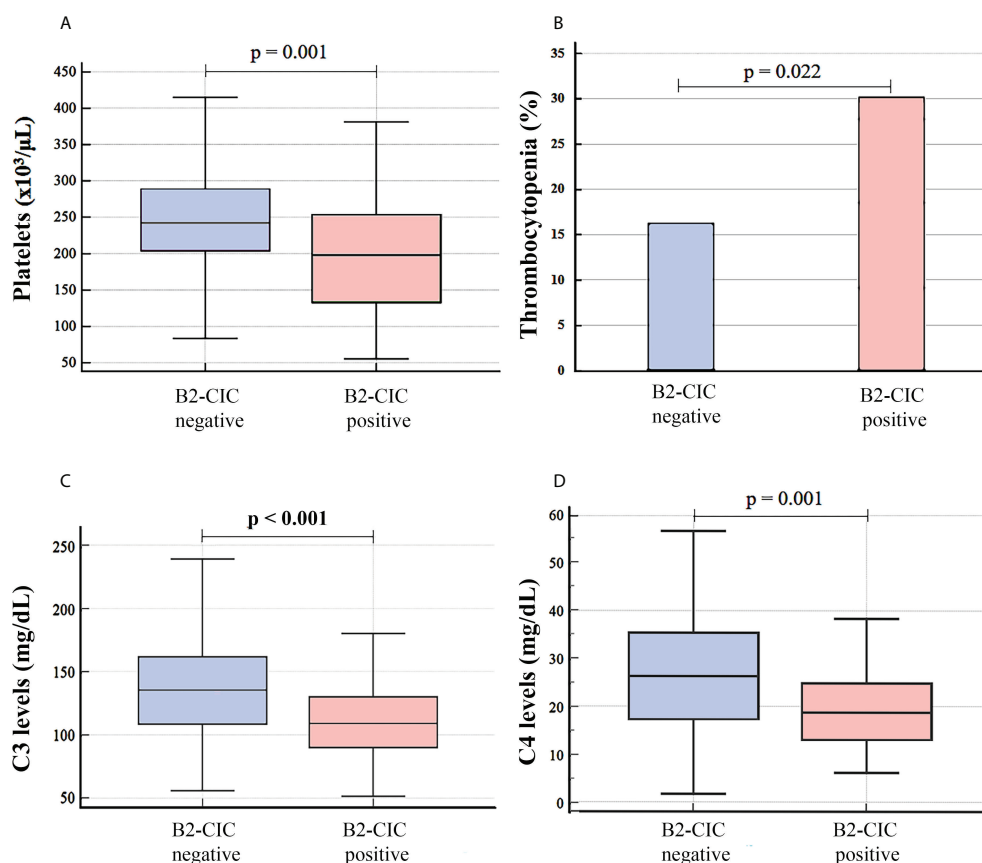 A
p = 0.001
Platelets (x10³/µL)
450
400
350
300
250
200
150
100
50
B2-CIC
negative
B2-CIC
positive
B
p = 0.022
Thrombocytopenia (%)
35
30
25
20
15
10
5
0
B2-CIC
negative
B2-CIC
positive
C
p < 0.001
C3 levels (mg/dL)
250
200
150
100
50
B2-CIC
negative
B2-CIC
positive
D
p = 0.001
C4 levels (mg/dL)
60
50
40
30
20
10
0
B2-CIC
negative
B2-CIC
positive